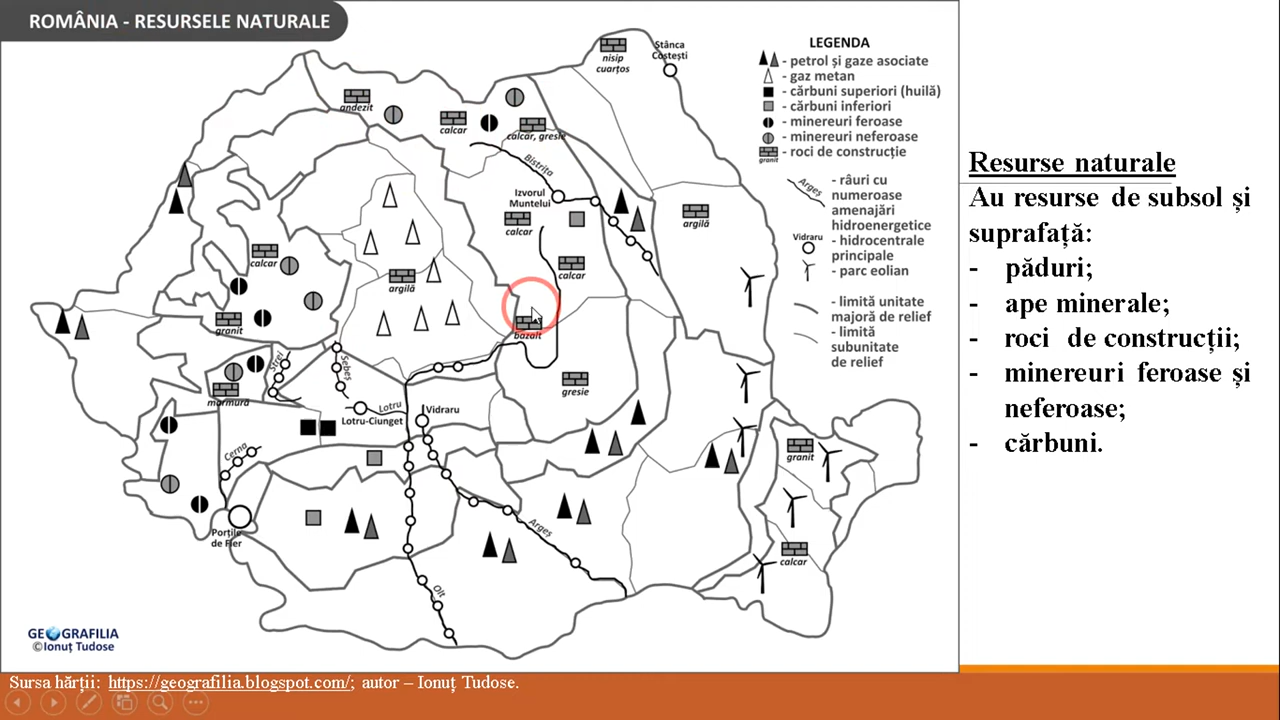 ROMÂNIA - RESURSELE NATURALE
LEGENDA
- petrol și gaze asociate
- gaz metan
- cărbuni superiori (huilă)
- cărbuni inferiori
- minereuri feroase
- minereuri neferoase
- roci de construcție
granit
Argeș
- râuri cu
numeroase
amenajări
hidroenergetice
Vidraru
- hidrocentrale
principale
- parc eolian
- limită unitate
majoră de relief
- limită
subunitate
de relief
nisip
cuarțos
Stânca
Costești
andezit
calcar
calcar, gresie
Bistrița
Izvorul
Muntelui
calcar
argilă
calcar
calcar
argilă
granit
bazalt
Strei
Sebeș
marmură
gresie
Lotru
Lotru-Ciunget
Vidraru
Cerna
granit
Porțile
de Fier
Argeș
calcar
Olt
GEOGRAFILIA
©Ionuț Tudose
Resurse naturale
Au resurse de subsol și
suprafață:
- păduri;
- ape minerale;
- roci de construcții;
- minereuri feroase și
neferoase;
- cărbuni.
Sursa hărții: https://geografilia.blogspot.com/; autor – Ionuț Tudose.